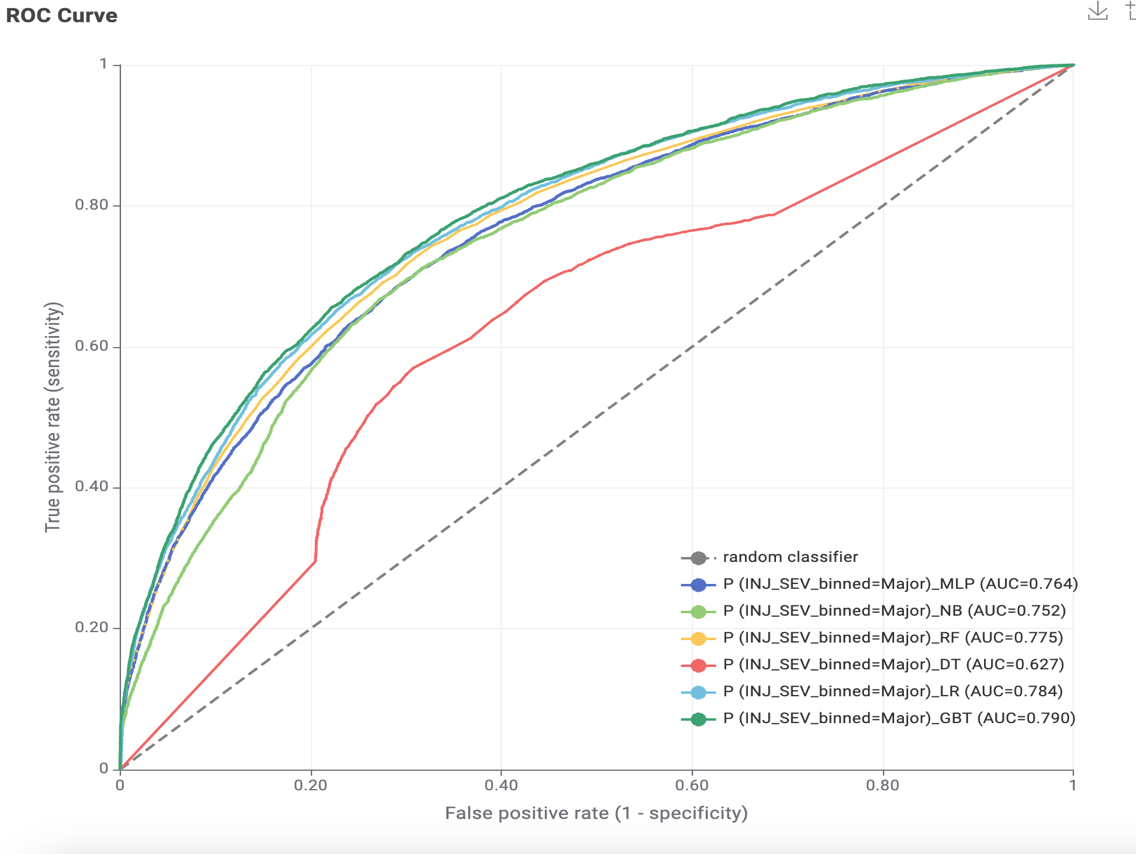 ROC Curve
1
0.80
0.60
0.40
0.20
0
0
0.20
0.40
0.60
0.80
1
True positive rate (sensitivity)
False positive rate (1 - specificity)
random classifier
P (INJ_SEV_binned=Major)_MLP (AUC=0.764)
P (INJ_SEV_binned=Major)_NB (AUC=0.752)
P (INJ_SEV_binned=Major)_RF (AUC=0.775)
P (INJ_SEV_binned=Major)_DT (AUC=0.627)
P (INJ_SEV_binned=Major)_LR (AUC=0.784)
P (INJ_SEV_binned=Major)_GBT (AUC=0.790)